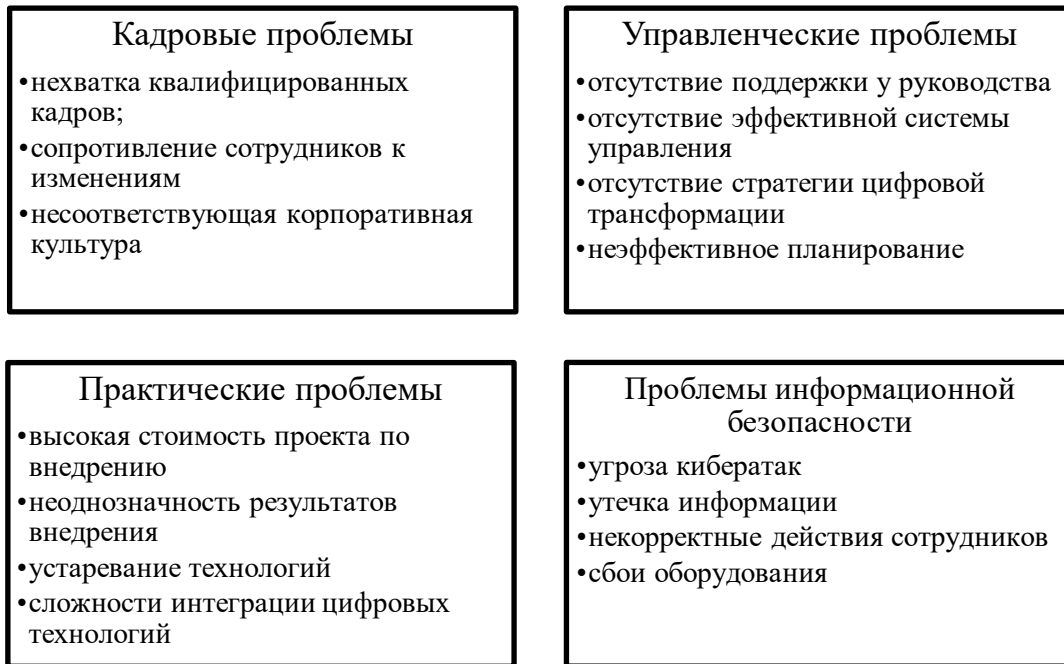 Кадровые проблемы
•нехватка квалифицированных
кадров;
•сопротивление сотрудников к
изменениям
•несоответствующая корпоративная
культура
Управленческие проблемы
•отсутствие поддержки у руководства
•отсутствие эффективной системы
управления
•отсутствие стратегии цифровой
трансформации
•неэффективное планирование
Практические проблемы
•высокая стоимость проекта по
внедрению
•неоднозначность результатов
внедрения
•устаревание технологий
•сложности интеграции цифровых
технологий
Проблемы информационной
безопасности
•угроза кибератак
•утечка информации
•некорректные действия сотрудников
•сбои оборудования